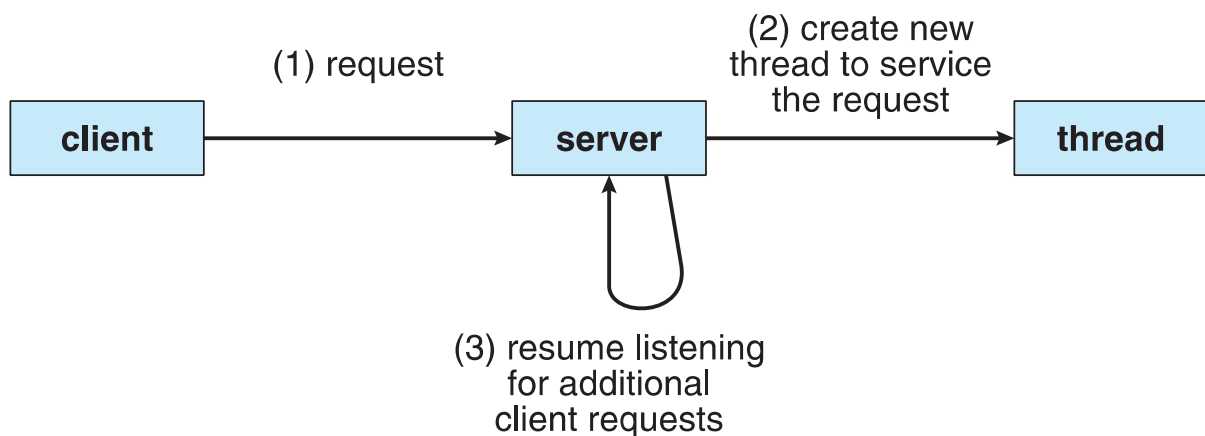 (1) request
(2) create new
thread to service
the request
client
server
thread
(3) resume listening
for additional
client requests